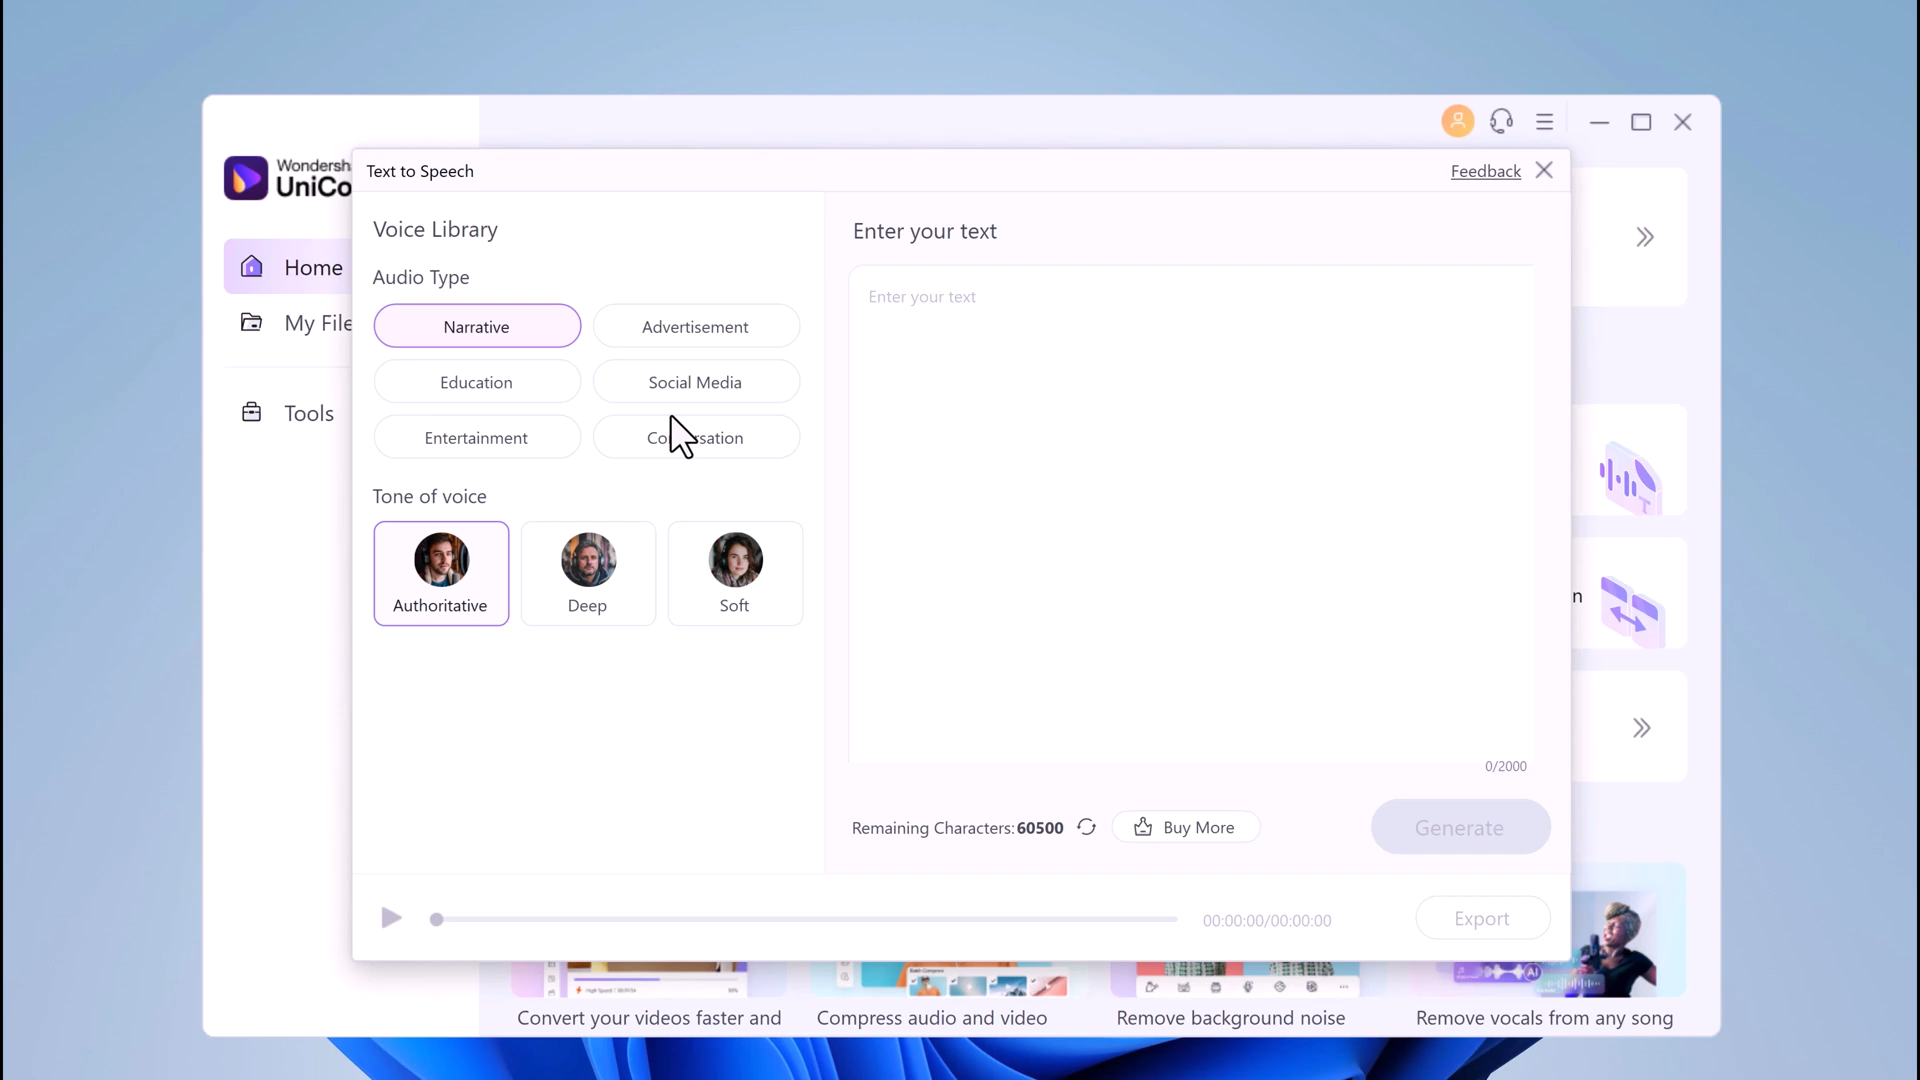 Wondersh
UniCo
Home
My File
Tools
Text to Speech
Feedback
Voice Library
Audio Type
Narrative
Advertisement
Education
Social Media
Entertainment
Co rsation
Tone of voice
Authoritative
Deep
Soft
Enter your text
Enter your text
0/2000
Remaining Characters:60500
Buy More
Generate
00:00:00/00:00:00
Export
n
T
AI
Convert your videos faster and
Compress audio and video
Remove background noise
Remove vocals from any song